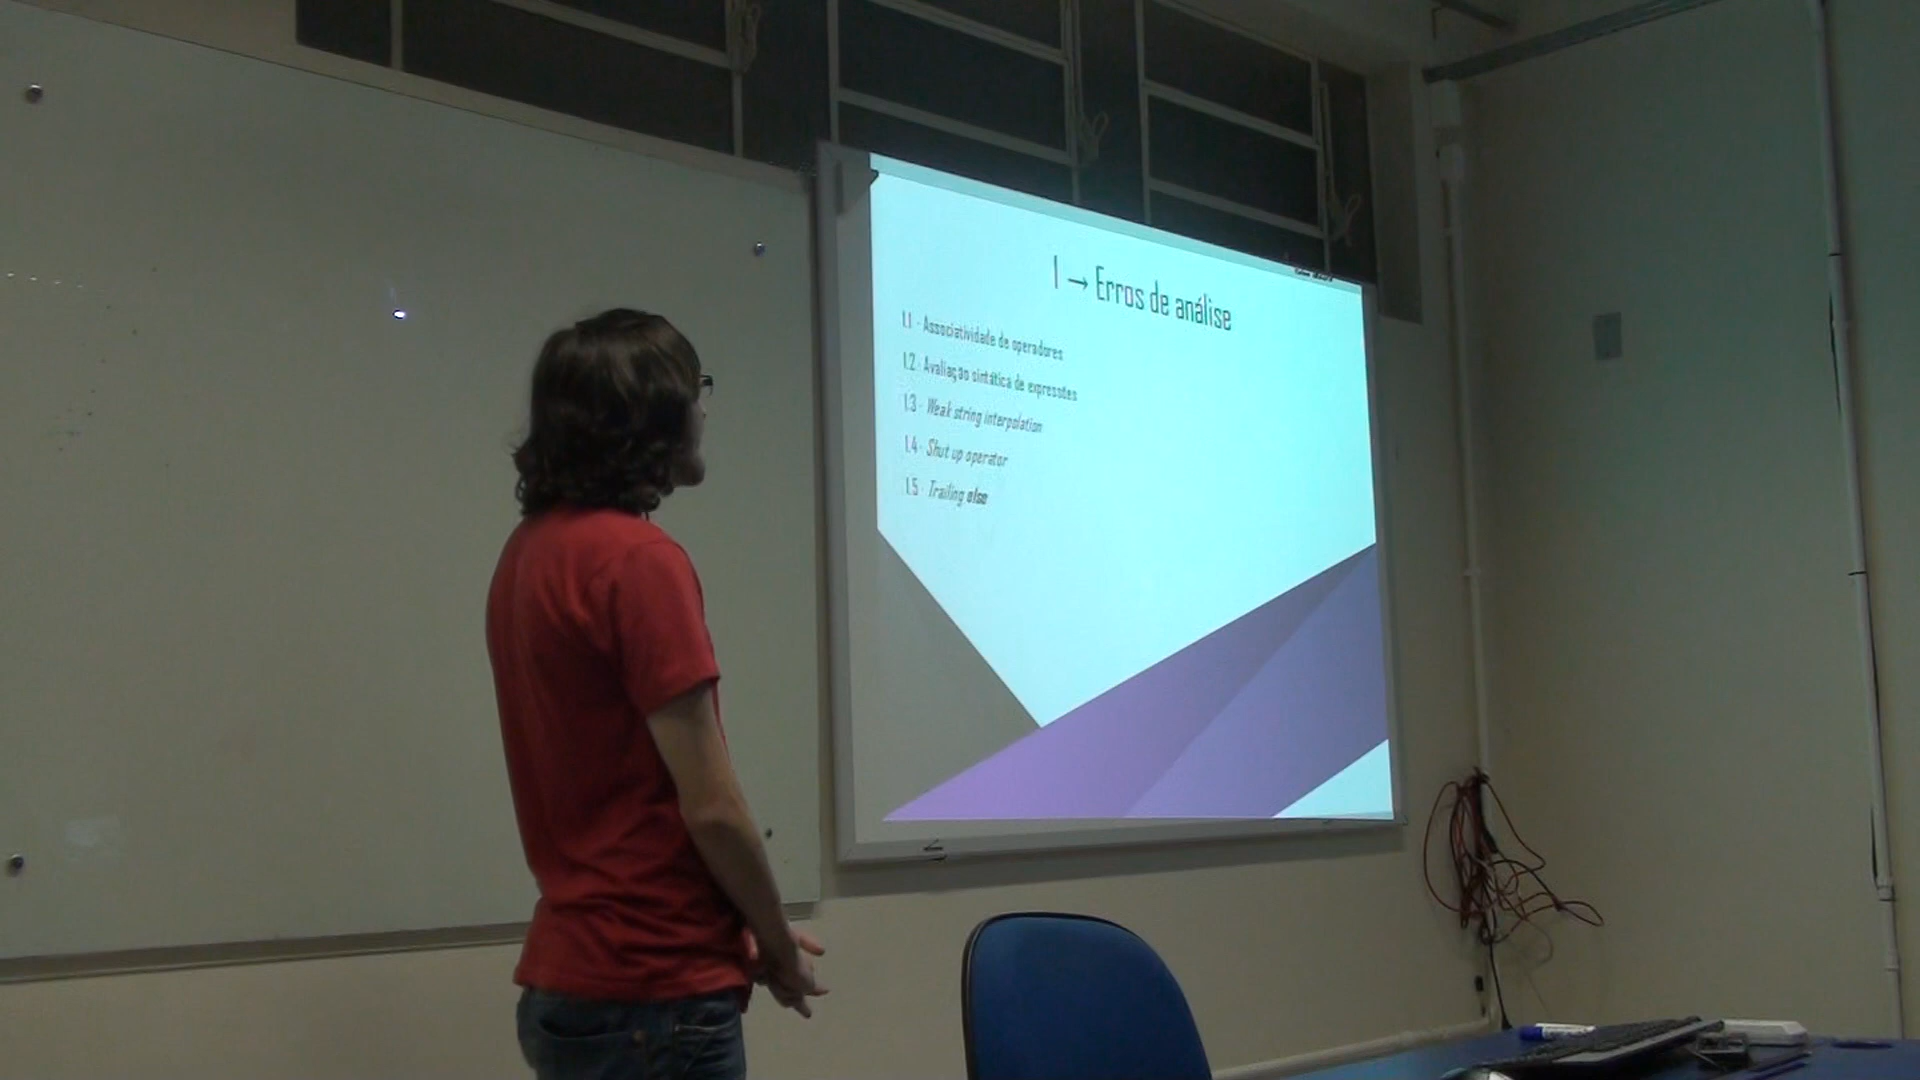 1 → Erros de análise
1.1 - Associatividade de operadores
1.2 - Avaliação sintática de expressões
1.3 - Weak string interpolation
1.4 - Shut up operator
1.5 - Trailing else